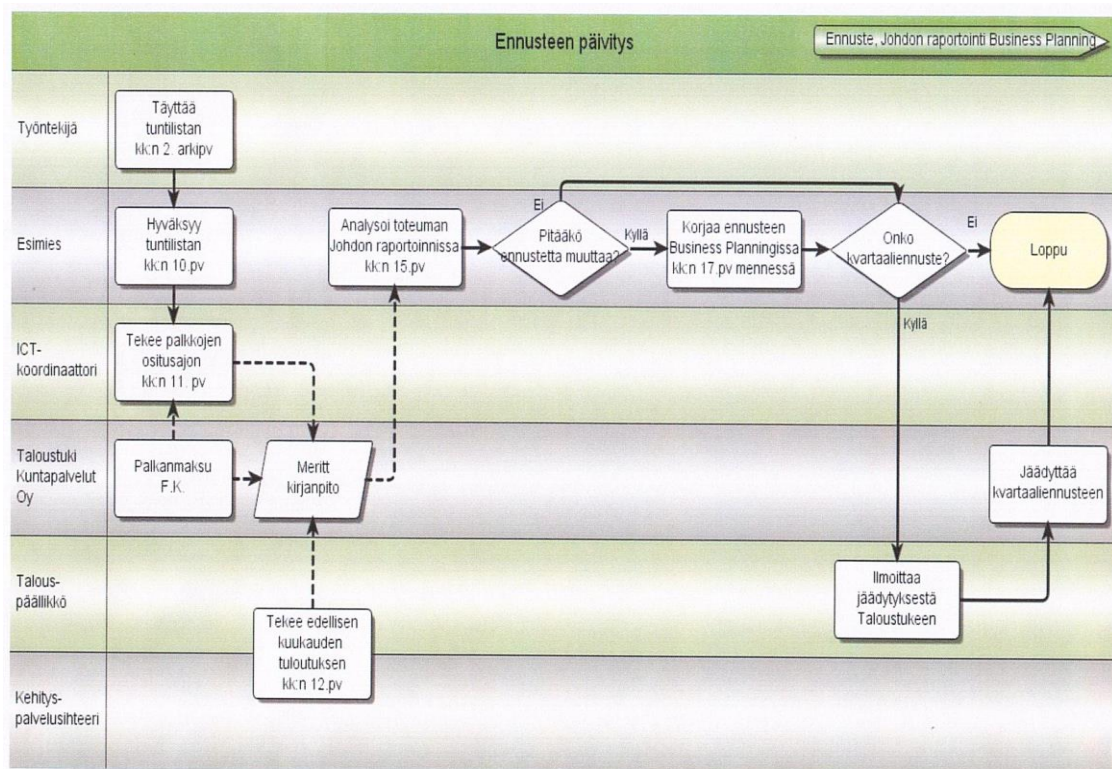 Ennusteen päivitys
Ennuste, Johdon raportointi Business Planning
Työntekijä
Täyttää
tuntilistan
kk:n 2. arkipv
Esimies
Hyväksyy
tuntilistan
kk:n 10.pv
Analysoi toteuman
Johdon raportoinnissa
kk:n 15.pv
Ei
Pitääkö
ennustetta muuttaa?
Kyllä
Korjaa ennusteen
Business Planningissa
kk:n 17.pv mennessä
Onko
kvartaaliennuste?
Ei
Loppu
Kyllä
ICT-
koordinaattori
Tekee palkkojen
ositusajon
kk:n 11. pv
Taloustuki
Kuntapalvelut
Oy
Palkanmaksu
F.K.
Meritt
kirjanpito
Jäädyttää
kvartaaliennusteen
Talous-
päällikkö
Ilmoittaa
jäädytyksestä
Taloustukeen
Tekee edellisen
kuukauden
tuloutuksen
kk:n 12.pv
Kehitys-
palvelusihteeri